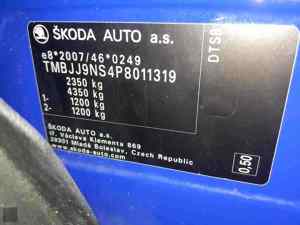 ŠKODA AUTO a.s.
e8*2007/46*0249
TMBJJ9NS4P8011319
2350 kg
4350 kg
1- 1200 kg
2- 1200 kg
ŠKODA AUTO a.s.
tř. Václava Klementa 869
29301 Mladá Boleslav, Czech Republic
www.skoda-auto.com
0,50